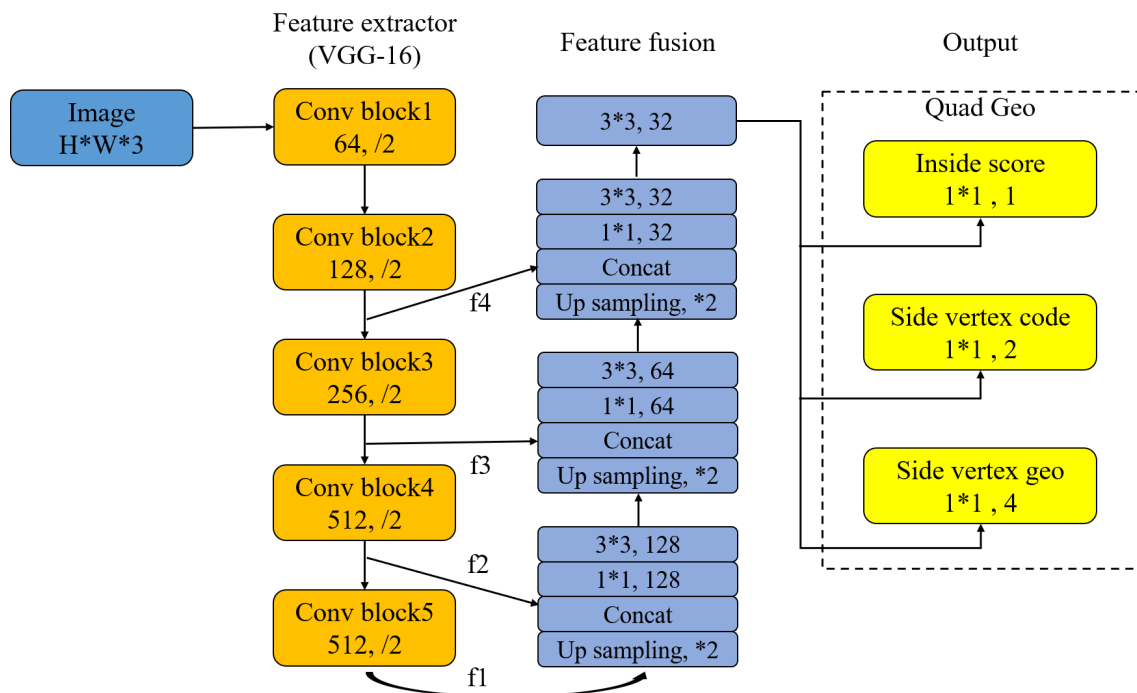 Feature extractor
(VGG-16)
Feature fusion
Output
Image
H*W*3
Conv block1
64, /2
Conv block2
128, /2
Conv block3
256, /2
Conv block4
512, /2
Conv block5
512, /2
f4
f3
f2
f1
3*3, 32
3*3, 32
1*1, 32
Concat
Up sampling, *2
3*3, 64
1*1, 64
Concat
Up sampling, *2
3*3, 128
1*1, 128
Concat
Up sampling, *2
Quad Geo
Inside score
1*1 , 1
Side vertex code
1*1 , 2
Side vertex geo
1*1 , 4